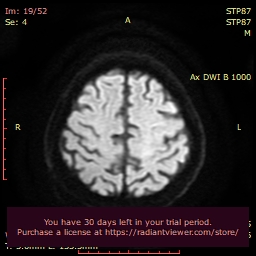 Im: 19/52
STP87
Se: 4
STP87
A
M
Ax DWI B 1000
R
L
You have 30 days left in your trial period.
Purchase a license at https://radiantviewer.com/store/